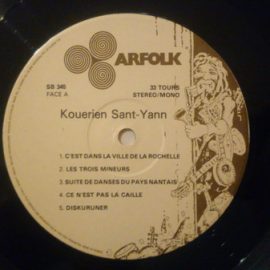 ARFOLK
SB 345
FACE A
33 TOURS
STEREO/MONO
Kouerien Sant-Yann
1. C'EST DANS LA VILLE DE LA ROCHELLE
2. LES TROIS MINEURS
3. SUITE DE DANSES DU PAYS NANTAIS
4. CE N'EST PAS LA CAILLE
5. DISKURUNER